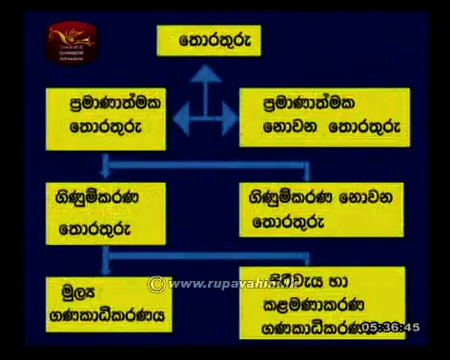 තොරතුරු
ප්‍රමාණාත්මක
තොරතුරු
ප්‍රමාණාත්මක
නොවන තොරතුරු
ගිණුම්කරණ
තොරතුරු
ගිණුම්කරණ නොවන
තොරතුරු
මුල්‍ය
ගණකාධිකරණය
පිරිවැය හා
කළමණාකරණ
ගණකාධිකරණය
© www.rupavahini.lk
05:36:45